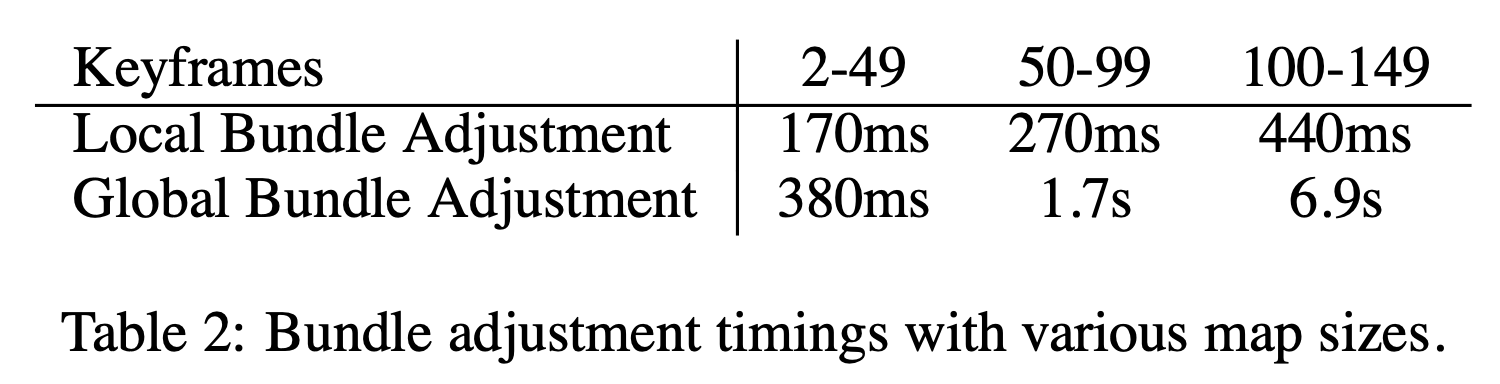 Keyframes 2-49 50-99 100-149
Local Bundle Adjustment 170ms 270ms 440ms
Global Bundle Adjustment 380ms 1.7s 6.9s
Table 2: Bundle adjustment timings with various map sizes.